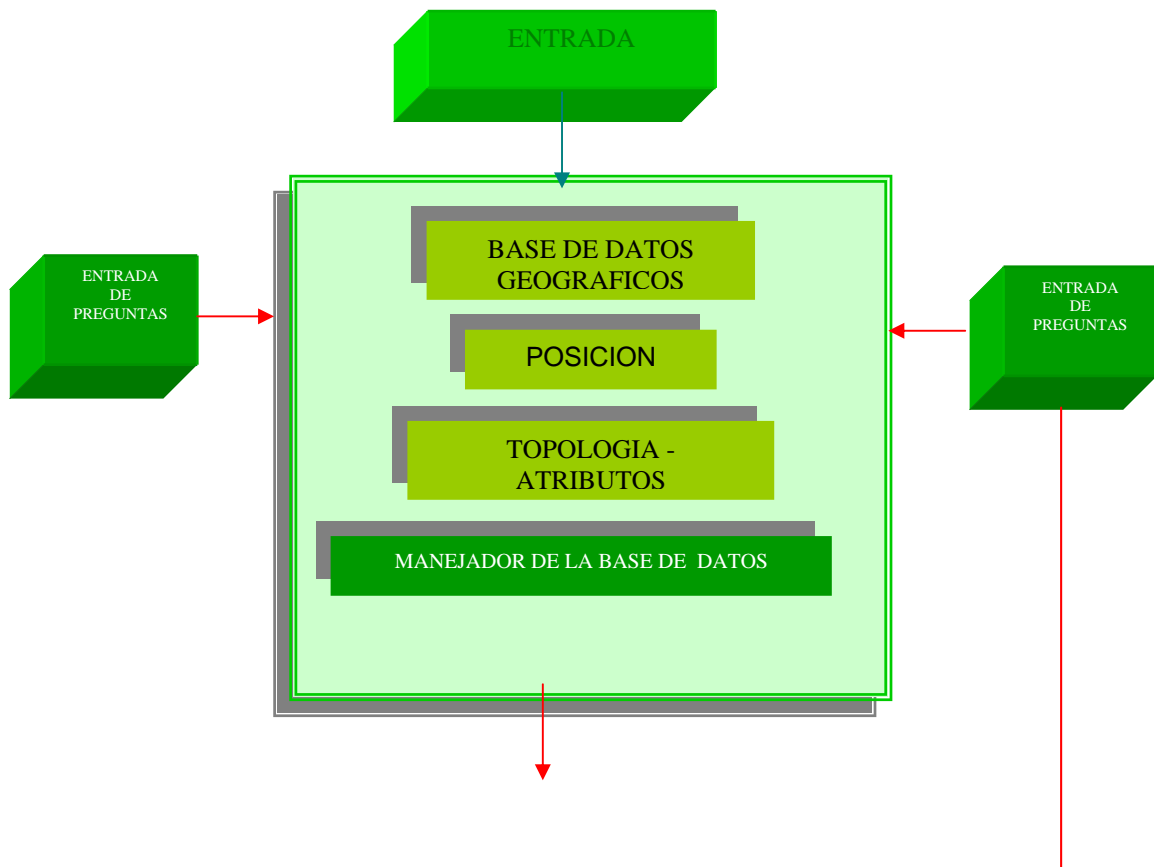 ENTRADA
BASE DE DATOS
GEOGRAFICOS
ENTRADA
DE
PREGUNTAS
ENTRADA
DE
PREGUNTAS
POSICION
TOPOLOGIA -
ATRIBUTOS
MANEJADOR DE LA BASE DE  DATOS